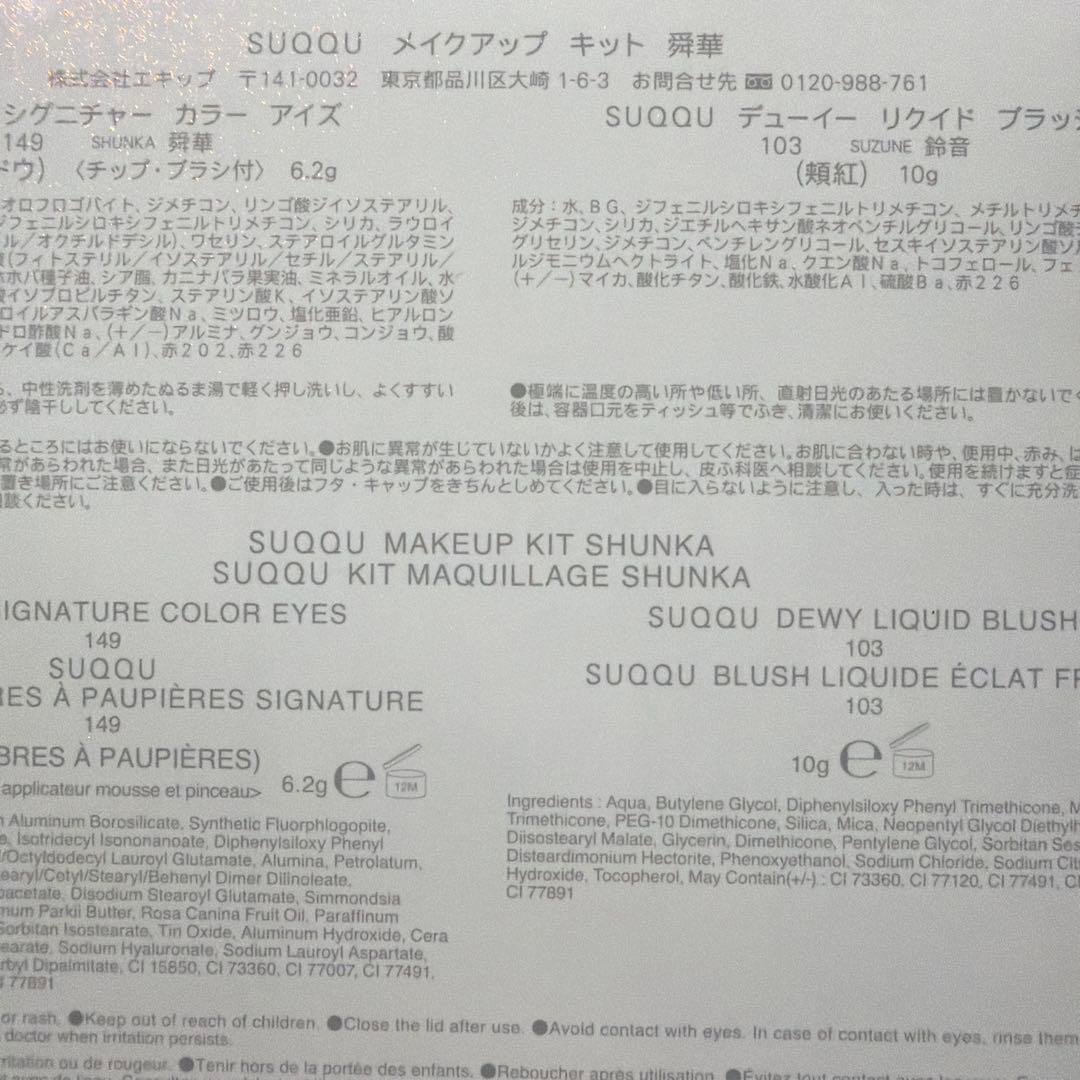 SUQQU メイクアップ キット 舜華
株式会社エキップ 〒141-0032 東京都品川区大崎 1-6-3 お問合せ先 0120-988-761
シグニチャー カラー アイズ
149 SHUNKA 舜華
ドウ) 〈チップ・ブラシ付〉 6.2g
オロフロゴパイト、ジメチコン、リンゴ酸ジイソステアリル、
ジフェニルシロキシフェニルトリメチコン、シリカ、ラウロイ
ル/オクチルドデシル)、ワセリン、ステアロイルグルタミン
酸(フィトステリル/イソステアリル/セチル/ステアリル/
ホホバ種子油、シア脂、カニナバラ果実油、ミネラルオイル、水
酸イソプロピルチタン、ステアリン酸K、イソステアリン酸ソ
ロイルアスパラギン酸Na、ミツロウ、塩化亜鉛、ヒアルロン
ドロ酢酸Na、(+/−)アルミナ、グンジョウ、コンジョウ、酸
ケイ酸(Ca/Al)、赤202、赤226
SUQQU デューイー リクイド ブラッシ
103 SUZUNE 鈴音
(頬紅) 10g
成分:水、BG、ジフェニルシロキシフェニルトリメチコン、メチルトリメチ
ジメチコン、シリカ、ジエチルヘキサン酸ネオペンチルグリコール、リンゴ酸
グリセリン、ジメチコン、ペンチレングリコール、セスキイソステアリン酸ソ
ルジモニウムヘクトライト、塩化Na、クエン酸Na、トコフェロール、フェ
(+/−)マイカ、酸化チタン、酸化鉄、水酸化Al、硫酸Ba、赤226
、中性洗剤を薄めたぬるま湯で軽く押し洗いし、よくすすい
必ず陰干ししてください。
●極端に温度の高い所や低い所、直射日光のあたる場所には置かないで
後は、容器口元をティッシュ等でふき、清潔にお使いください。
るところにはお使いにならないでください。●お肌に異常が生じていないかよく注意して使用してください。お肌に合わない時や、使用中、赤み、は
常があらわれた場合、また日光があたって同じような異常があらわれた場合は使用を中止し、皮ふ科医へ相談してください。使用を続けますと症
置き場所にご注意ください。●ご使用後はフタ・キャップをきちんとしめてください。●目に入らないように注意し、入った時は、すぐに充分洗
相談ください。
SUQQU MAKEUP KIT SHUNKA
SUQQU KIT MAQUILLAGE SHUNKA
SIGNATURE COLOR EYES
149
SUQQU
RES À PAUPIÈRES SIGNATURE
149
BRES À PAUPIÈRES)
applicateur mousse et pinceau> 6.2g e 12M
Aluminum Borosilicate, Synthetic Fluorphlogopite,
e, Isotridecyl Isononanoate, Diphenylsiloxy Phenyl
l/Octyldodecyl Lauroyl Glutamate, Alumina, Petrolatum,
tearyl/Cetyl/Stearyl/Behenyl Dimer Dilinoleate,
oacetate, Disodium Stearoyl Glutamate, Simmondsia
mum Parkii Butter, Rosa Canina Fruit Oil, Paraffinum
Sorbitan Isostearate, Tin Oxide, Aluminum Hydroxide, Cera
earate, Sodium Hyaluronate, Sodium Lauroyl Aspartate,
rbyl Dipalmitate, CI 15850, CI 73360, CI 77007, CI 77491,
I 77891
SUQQU DEWY LIQUID BLUSH
103
SUQQU BLUSH LIQUIDE ÉCLAT FR
103
10g e 12M
Ingredients : Aqua, Butylene Glycol, Diphenylsiloxy Phenyl Trimethicone, M
Trimethicone, PEG-10 Dimethicone, Silica, Mica, Neopentyl Glycol Diethylh
Diisostearyl Malate, Glycerin, Dimethicone, Pentylene Glycol, Sorbitan Ses
Disteardimonium Hectorite, Phenoxyethanol, Sodium Chloride, Sodium Cit
Hydroxide, Tocopherol, May Contain(+/-) : CI 73360, CI 77120, CI 77491, CI
CI 77891
or rash. ●Keep out of reach of children. ●Close the lid after use. ●Avoid contact with eyes. In case of contact with eyes, rinse them
doctor when irritation persists.
rritation ou de rougeur. ●Tenir hors de la portée des enfants. ●Reboucher après utilisation. ●Évitez tout contact avec